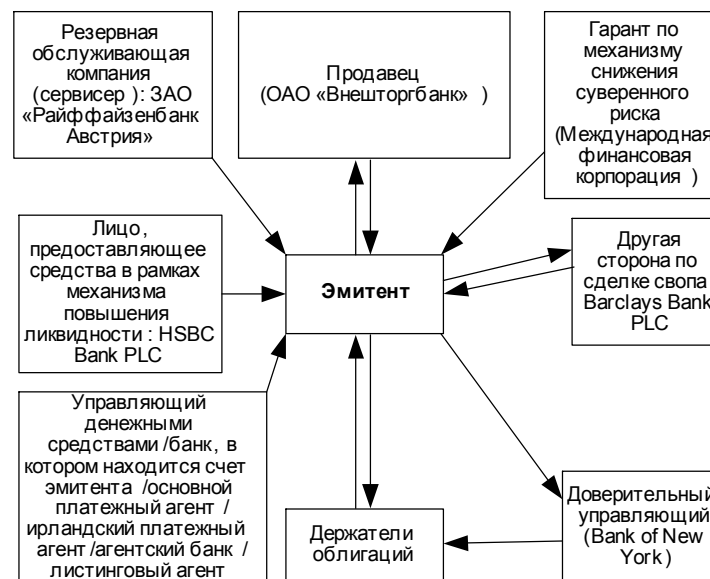 Резервная
обслуживающая
компания
(сервисер ): ЗАО
«Райффайзенбанк
Австрия»
Продавец
(ОАО «Внешторгбанк» )
Гарант по
механизму
снижения
суверенного
риска
(Международная
финансовая
корпорация )
Лицо,
предоставляющее
средства в рамках
механизма
повышения
ликвидности : HSBC
Bank PLC
Эмитент
Другая
сторона по
сделке свопа
Barclays Bank
PLC
Управляющий
денежными
средствами /банк, в
котором находится счет
эмитента /основной
платежный агент /
ирландский платежный
агент /агентский банк /
листинговый агент
Держатели
облигаций
Доверительный
управляющий
(Bank of New
York )